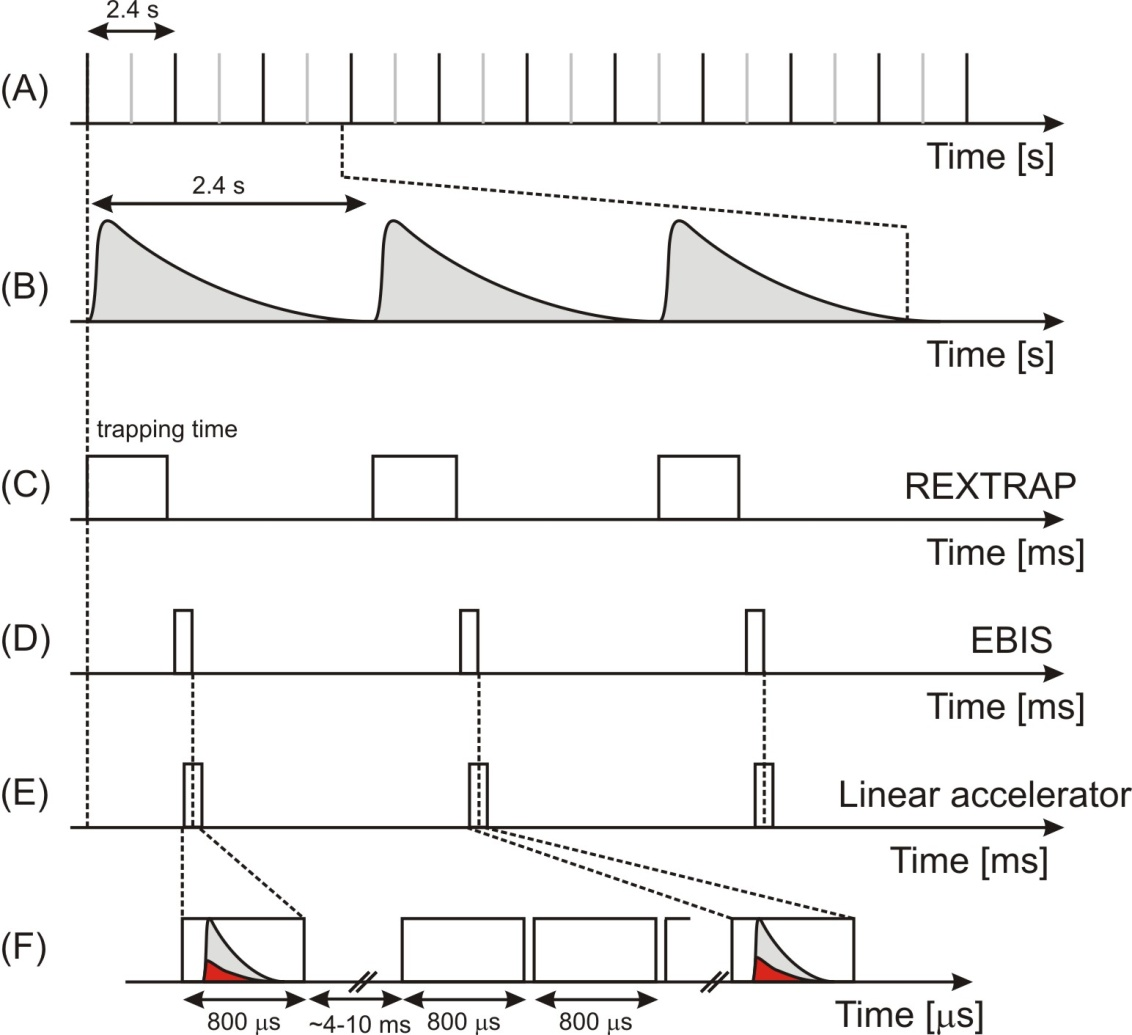 2.4 s
(A)
Time [s]
2.4 s
(B)
Time [s]
trapping time
(C)
REXTRAP
Time [ms]
(D)
EBIS
Time [ms]
(E)
Linear accelerator
Time [ms]
(F)
800 μs
~4-10 ms
800 μs
800 μs
Time [μs]